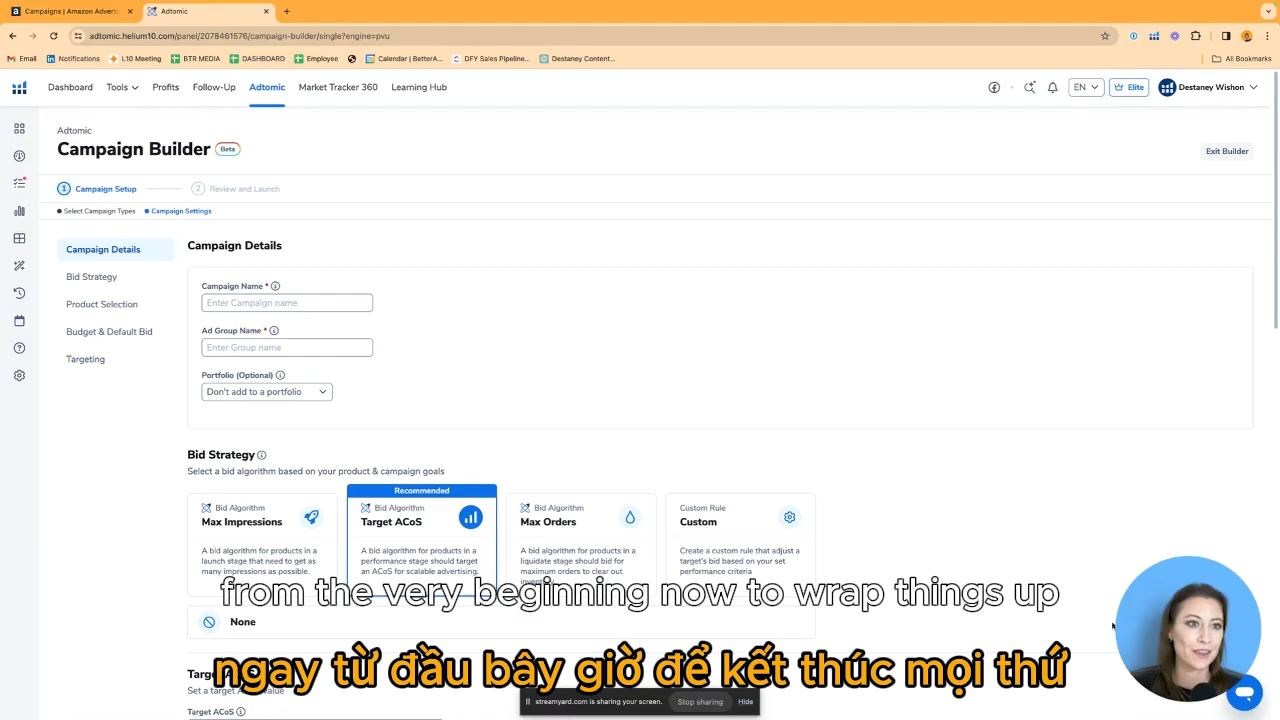 Campaigns | Amazon Advert
Adtomic
adtomic.helium10.com/panel/2078461576/campaign-builder/single?engine=pvu
Email
Notifications
L10 Meeting
BTR MEDIA
DASHBOARD
Employee
Calendar | BetterA...
DFY Sales Pipeline...
Destaney Content...
All Bookmarks
Dashboard
Tools
Profits
Follow-Up
Adtomic
Market Tracker 360
Learning Hub
EN
Elite
Destaney Wishon
Adtomic
Campaign Builder
Beta
Exit Builder
1 Campaign Setup
2 Review and Launch
Select Campaign Types
Campaign Settings
Campaign Details
Bid Strategy
Product Selection
Budget & Default Bid
Targeting
Campaign Details
Campaign Name *
Enter Campaign name
Ad Group Name *
Enter Group name
Portfolio (Optional)
Don't add to a portfolio
Bid Strategy
Select a bid algorithm based on your product & campaign goals
Bid Algorithm
Max Impressions
A bid algorithm for products in a
launch stage that need to get as
many impressions as possible.
Recommended
Bid Algorithm
Target ACoS
A bid algorithm for products in a
performance stage should target
an ACoS for scalable advertising.
Bid Algorithm
Max Orders
A bid algorithm for products in a
liquidate stage should bid for
maximum orders to clear out
Custom Rule
Custom
Create a custom rule that adjust a
target's bid based on your set
performance criteria
from the very beginning now to wrap things up
None
ngay từ đầu bây giờ để kết thúc mọi thứ
Target ACoS
streamyard.com is sharing your screen.
Stop sharing
Hide